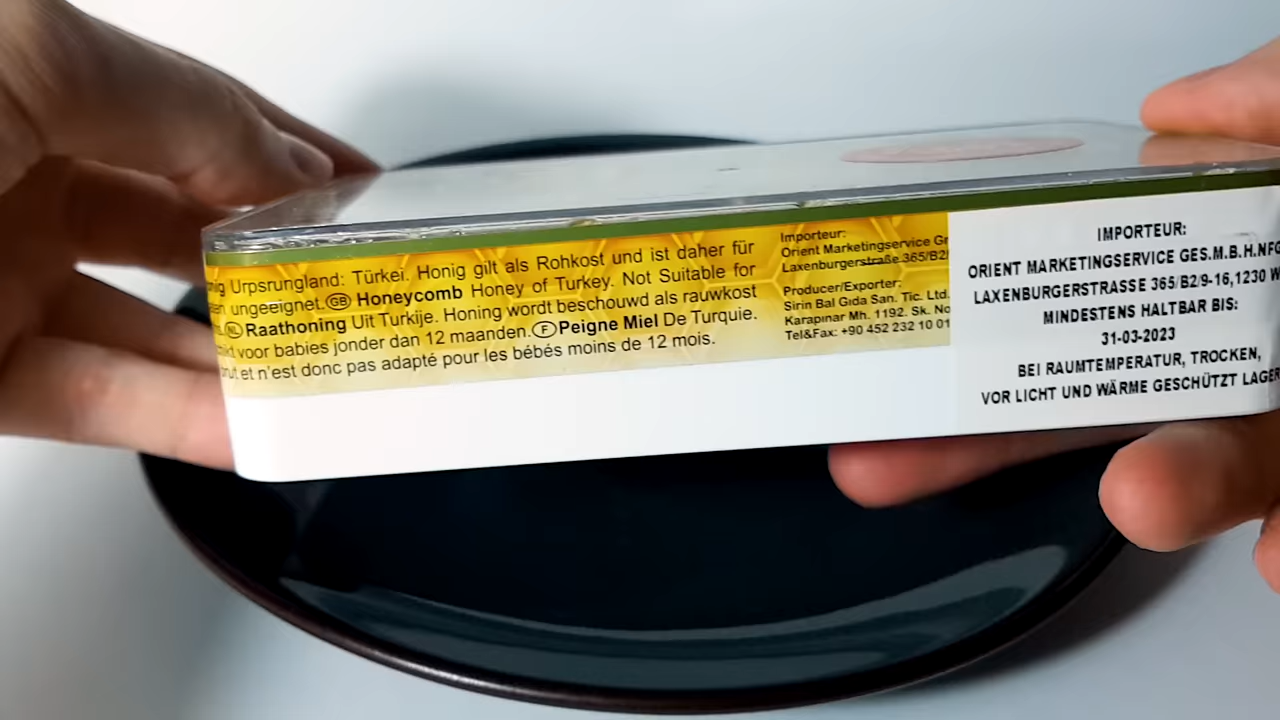 Urpsrungland: Türkei. Honig gilt als Rohkost und ist daher für
ungeeignet. GB Honeycomb Honey of Turkey. Not Suitable for
NL Raathoning Uit Turkije. Honing wordt beschouwd als rauwkost
voor babies jonder dan 12 maanden. F Peigne Miel De Turquie.
et n'est donc pas adapté pour les bébés moins de 12 mois.
Importeur:
Orient Marketingservice
Laxenburgerstraße 365/B2/
Producer/Exporter:
Sirin Bal Gıda San. Tic. Ltd.
Karapınar Mh. 1192. Sk. No
Tel&Fax: +90 452 232 10 01
IMPORTEUR:
ORIENT MARKETINGSERVICE GES.M.B.H.NFG
LAXENBURGERSTRASSE 365/B2/9-16,1230 W
MINDESTENS HALTBAR BIS:
31-03-2023
BEI RAUMTEMPERATUR, TROCKEN,
VOR LICHT UND WÄRME GESCHÜTZT LAGER